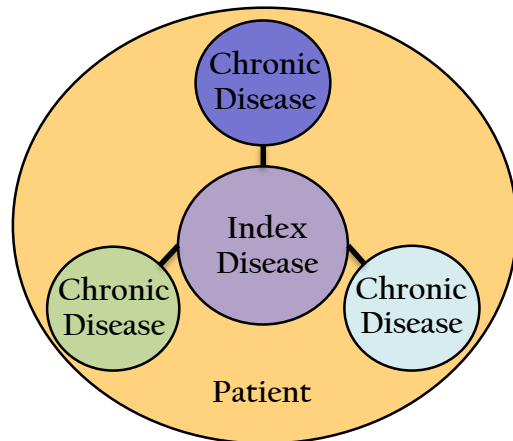 Chronic
Disease
Index
Disease
Chronic
Disease
Chronic
Disease
Patient